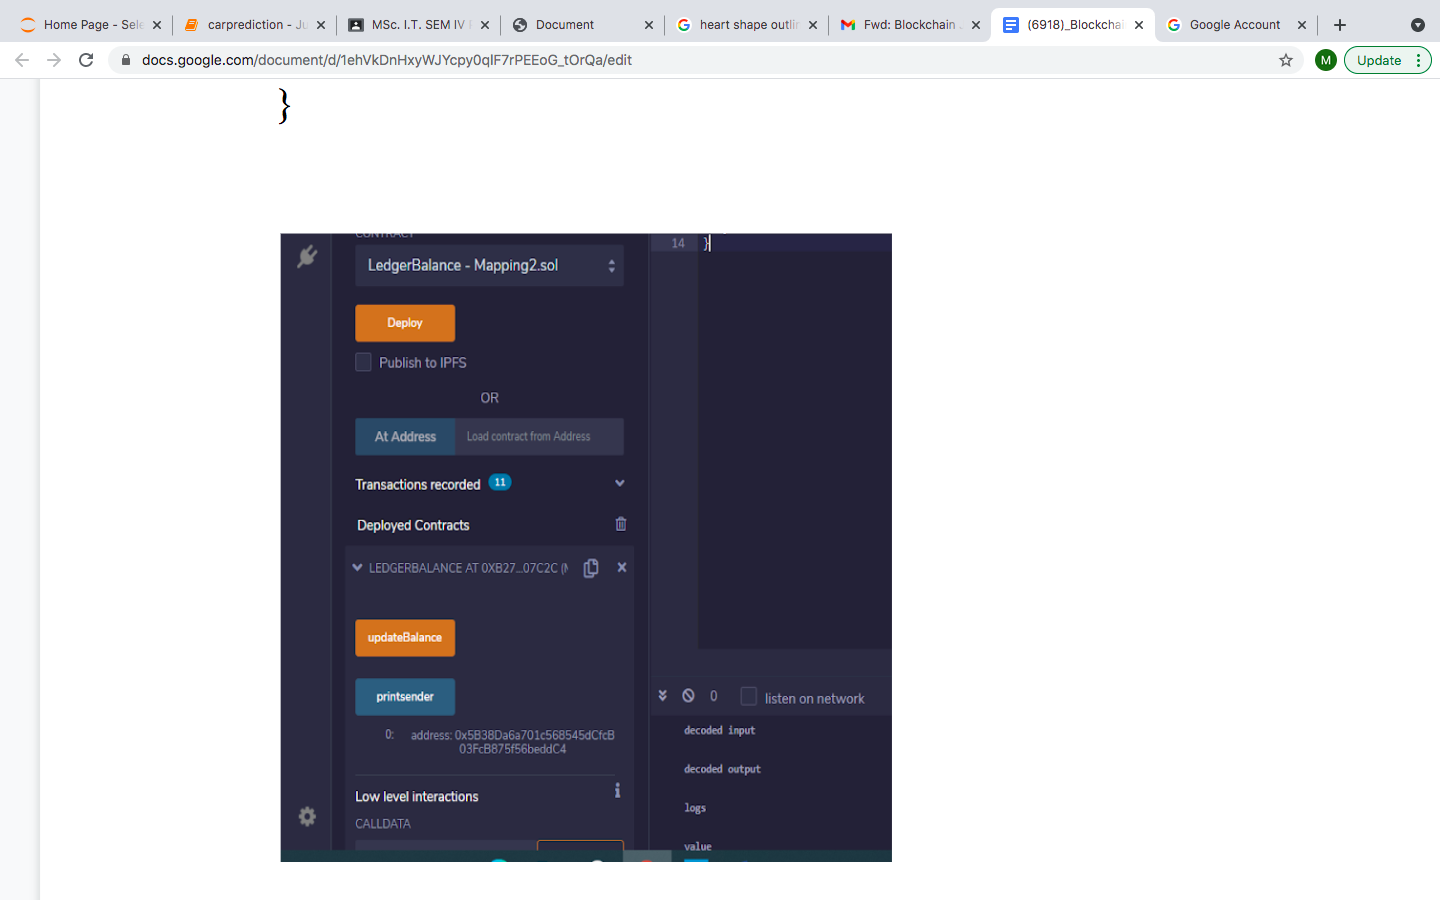 Home Page - Sele
carprediction - Ju
MSc. I.T. SEM IV
Document
heart shape outlin
Fwd: Blockchain
(6918)_Blockchai
Google Account
docs.google.com/document/d/1ehVkDnHxyWJYcpy0qIF7rPEEoG_tOrQa/edit
M
Update
}
CONTRACT
14 }
LedgerBalance - Mapping2.sol
Deploy
Publish to IPFS
OR
At Address
Load contract from Address
Transactions recorded 11
Deployed Contracts
LEDGERBALANCE AT 0XB27...07C2C (M
updateBalance
printsender
0: address: 0x5B38Da6a701c568545dCfcB
03FcB875f56beddC4
Low level interactions
CALLDATA
0 listen on network
decoded input
decoded output
logs
value